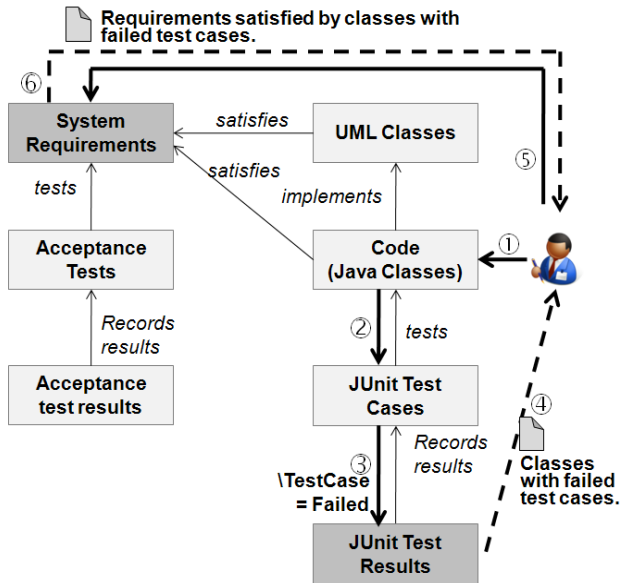 Requirements satisfied by classes with
failed test cases.
⑥
System
Requirements
satisfies
UML Classes
⑤
tests
satisfies
implements
Acceptance
Tests
Code
(Java Classes)
①
Records
results
②
tests
Acceptance
test results
JUnit Test
Cases
④
③
Records
results
\TestCase
= Failed
Classes
with failed
test cases.
JUnit Test
Results